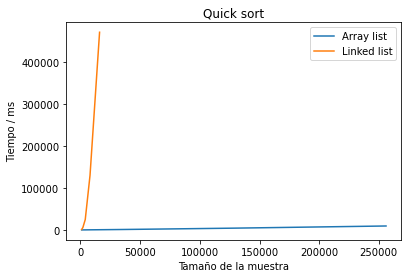 Quick sort
Array list
Linked list
Tiempo / ms
400000
300000
200000
100000
0
0
50000
100000
150000
200000
250000
Tamaño de la muestra